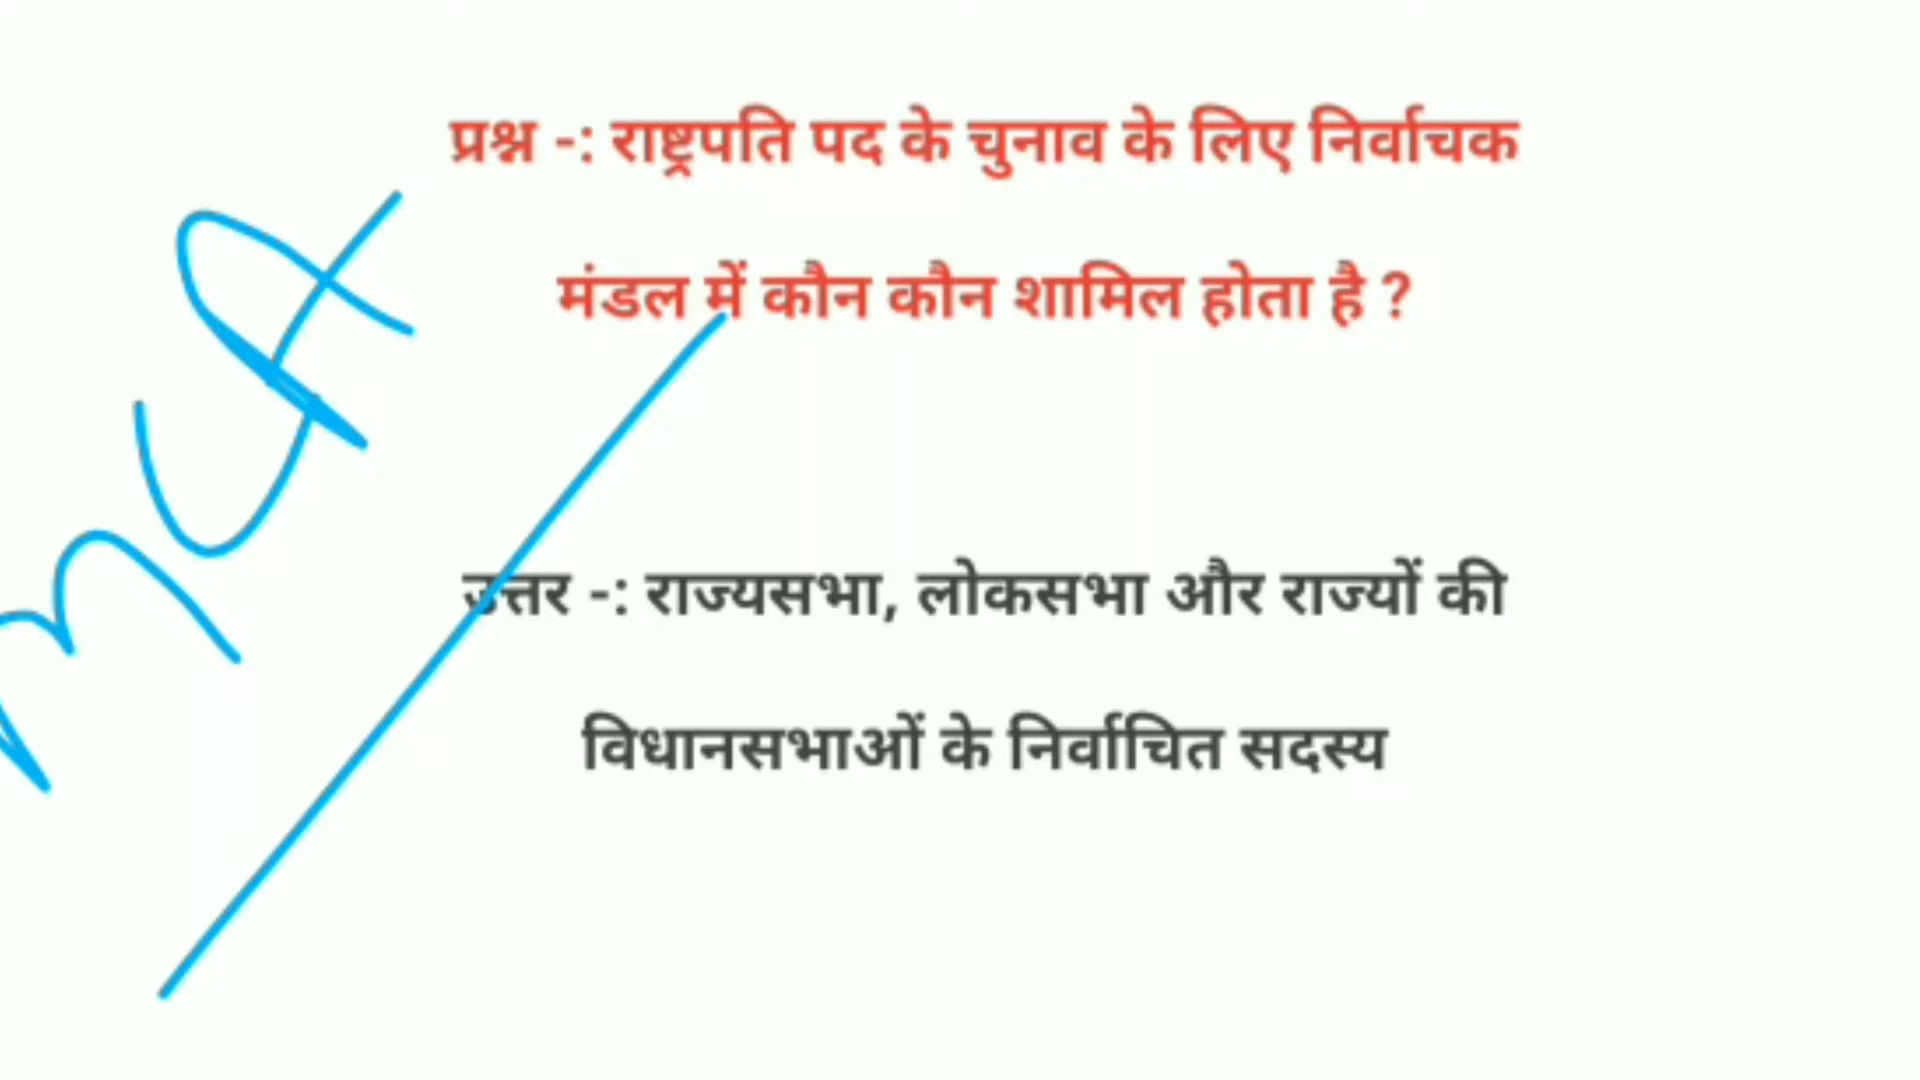 प्रश्न -: राष्ट्रपति पद के चुनाव के लिए निर्वाचक
मंडल में कौन कौन शामिल होता है ?
उत्तर -: राज्यसभा, लोकसभा और राज्यों की
विधानसभाओं के निर्वाचित सदस्य